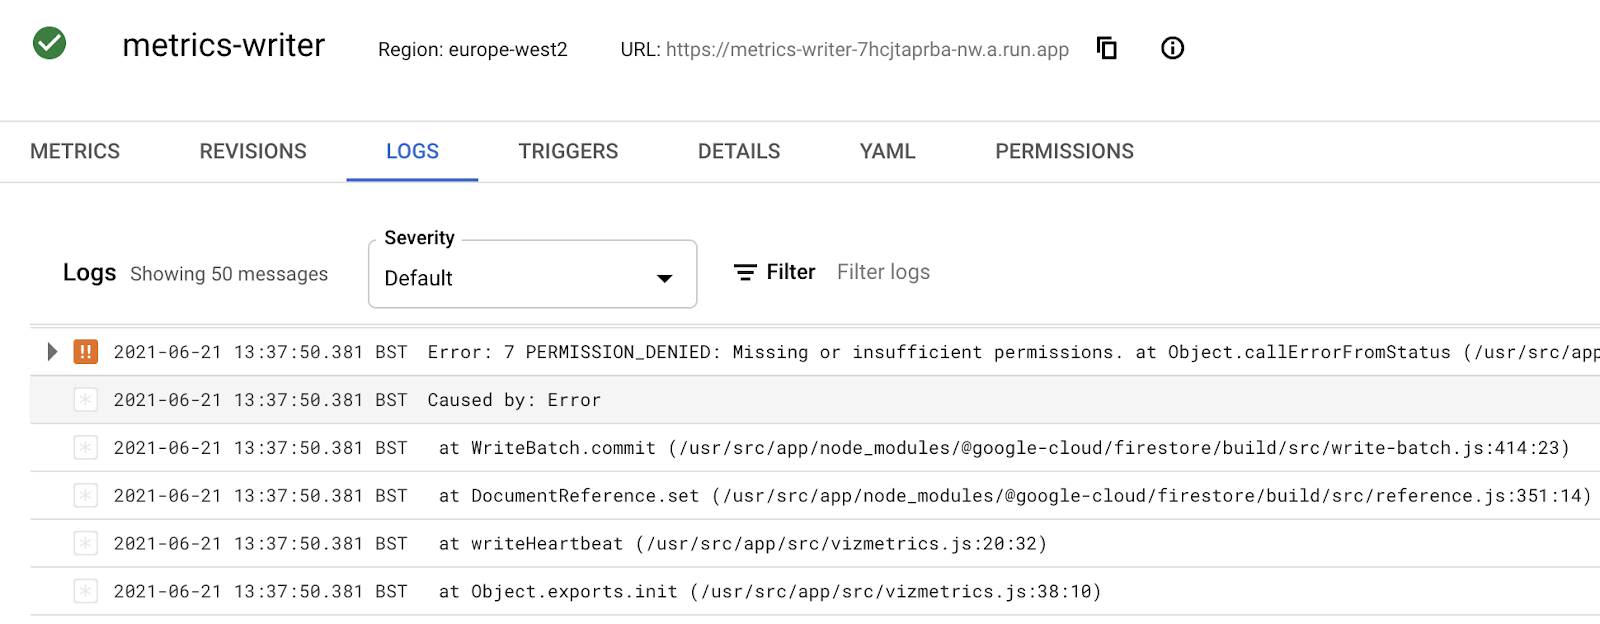 metrics-writer Region: europe-west2 URL: https://metrics-writer-7hcjtaprba-nw.a.run.app
METRICS REVISIONS LOGS TRIGGERS DETAILS YAML PERMISSIONS
Severity
Logs Showing 50 messages Default Filter Filter logs
!! 2021-06-21 13:37:50.381 BST Error: 7 PERMISSION_DENIED: Missing or insufficient permissions. at Object.callErrorFromStatus (/usr/src/app
* 2021-06-21 13:37:50.381 BST Caused by: Error
* 2021-06-21 13:37:50.381 BST at WriteBatch.commit (/usr/src/app/node_modules/@google-cloud/firestore/build/src/write-batch.js:414:23)
* 2021-06-21 13:37:50.381 BST at DocumentReference.set (/usr/src/app/node_modules/@google-cloud/firestore/build/src/reference.js:351:14)
* 2021-06-21 13:37:50.381 BST at writeHeartbeat (/usr/src/app/src/vizmetrics.js:20:32)
* 2021-06-21 13:37:50.381 BST at Object.exports.init (/usr/src/app/src/vizmetrics.js:38:10)